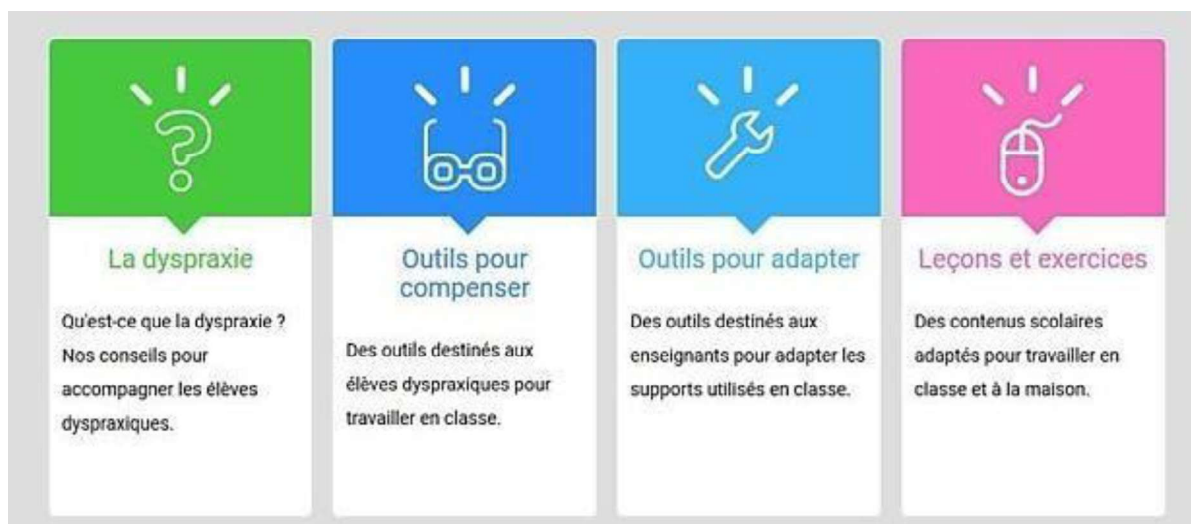 La dyspraxie
Qu'est-ce que la dyspraxie ?
Nos conseils pour
accompagner les élèves
dyspraxiques.
Outils pour
compenser
Des outils destinés aux
élèves dyspraxiques pour
travailler en classe.
Outils pour adapter
Des outils destinés aux
enseignants pour adapter les
supports utilisés en classe.
Leçons et exercices
Des contenus scolaires
adaptés pour travailler en
classe et à la maison.